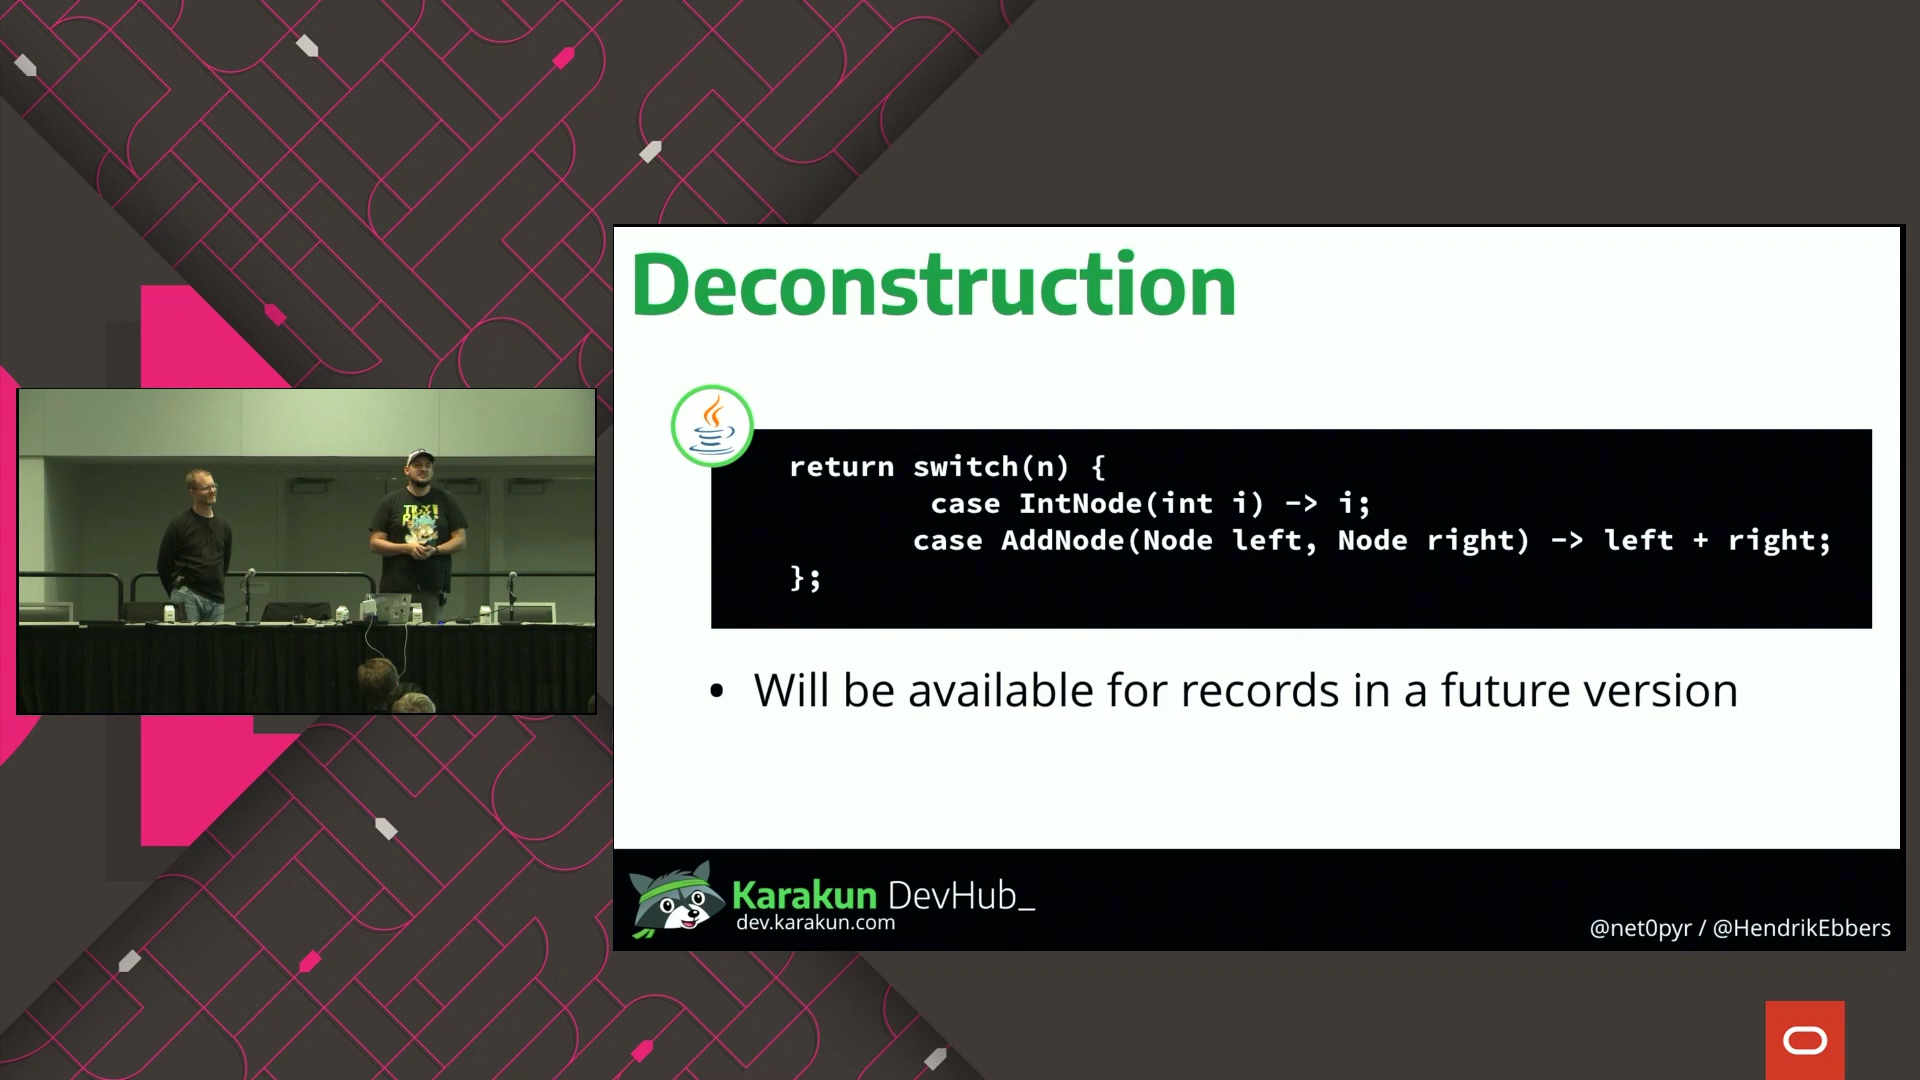 Deconstruction
return switch(n) {
case IntNode(int i) -> i;
case AddNode(Node left, Node right) -> left + right;
};
• Will be available for records in a future version
Karakun DevHub_
dev.karakun.com
@net0pyr / @HendrikEbbers